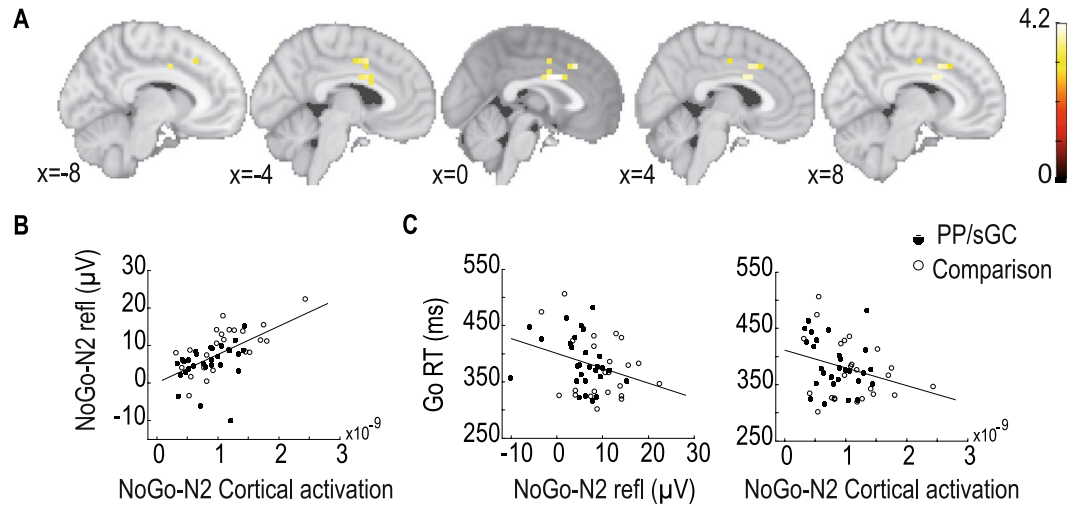 A
4.2
0
x=-8
x=-4
x=0
x=4
x=8
B
NoGo-N2 refl (µV)
30
20
10
0
-10
0
1
2
3
x10-9
NoGo-N2 Cortical activation
C
Go RT (ms)
550
450
350
250
-10
0
10
20
30
NoGo-N2 refl (µV)
PP/sGC
Comparison
550
450
350
250
0
1
2
3
x10-9
NoGo-N2 Cortical activation